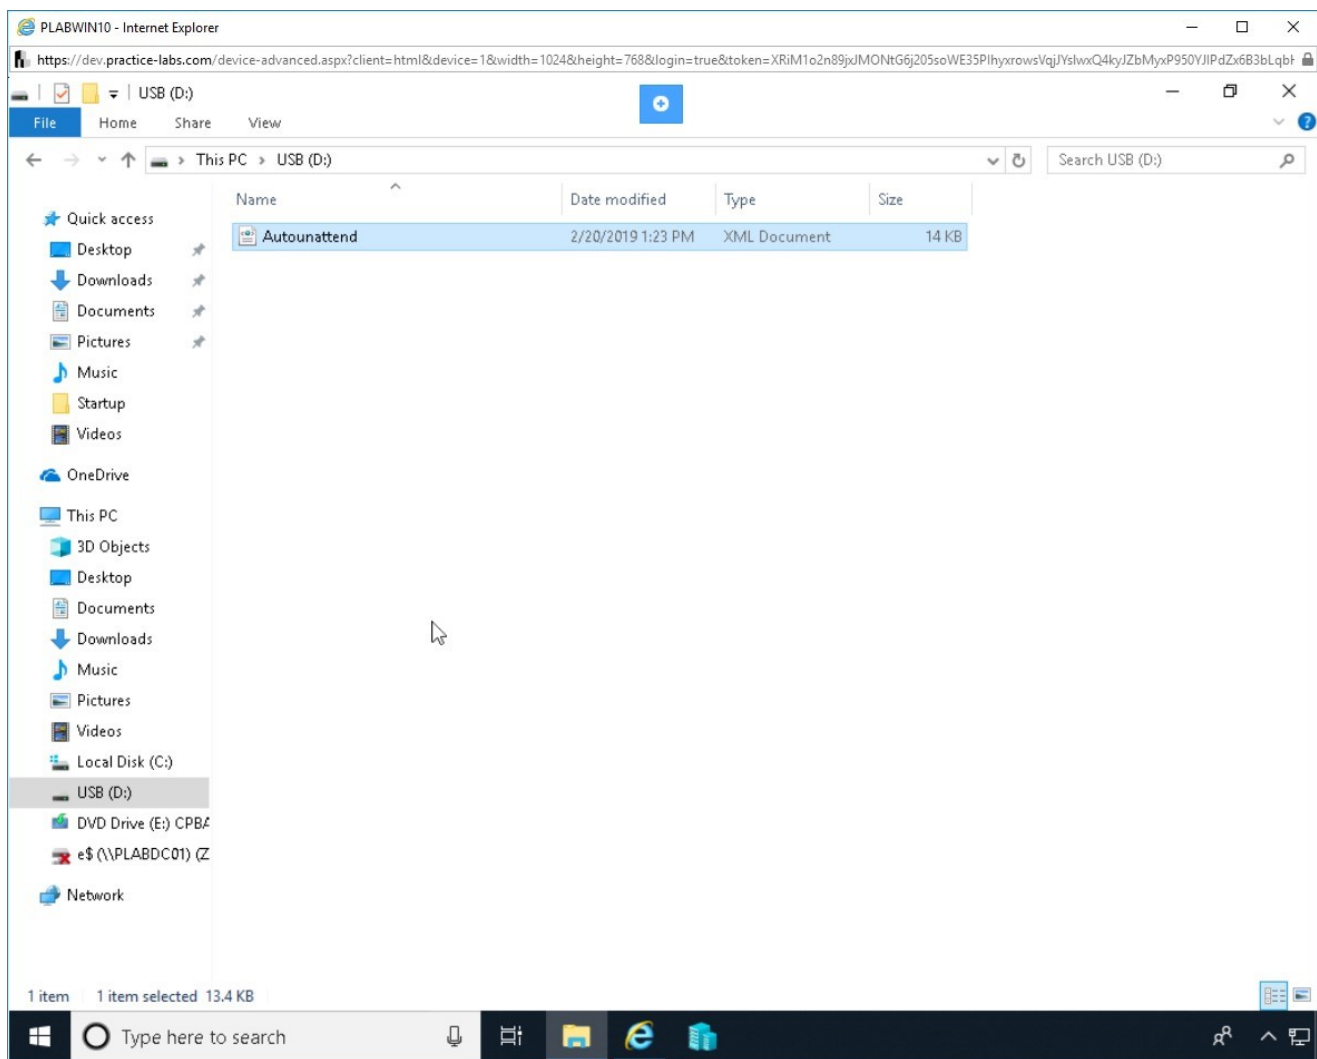 PLABWIN10 - Internet Explorer
https://dev.practice-labs.com/device-advanced.aspx?client=html&device=1&width=1024&height=768&login=true&token=
USB (D:)
File Home Share View
This PC > USB (D:) Search USB (D:)
Name Date modified Type Size
Quick access
Autounattend 2/20/2019 1:23 PM XML Document 14 KB
Desktop
Downloads
Documents
Pictures
Music
Startup
Videos
OneDrive
This PC
3D Objects
Desktop
Documents
Downloads
Music
Pictures
Videos
Local Disk (C:)
USB (D:)
DVD Drive (E:) CPBA
e$ (\\PLABDC01) (Z
Network
1 item 1 item selected 13.4 KB
Type here to search